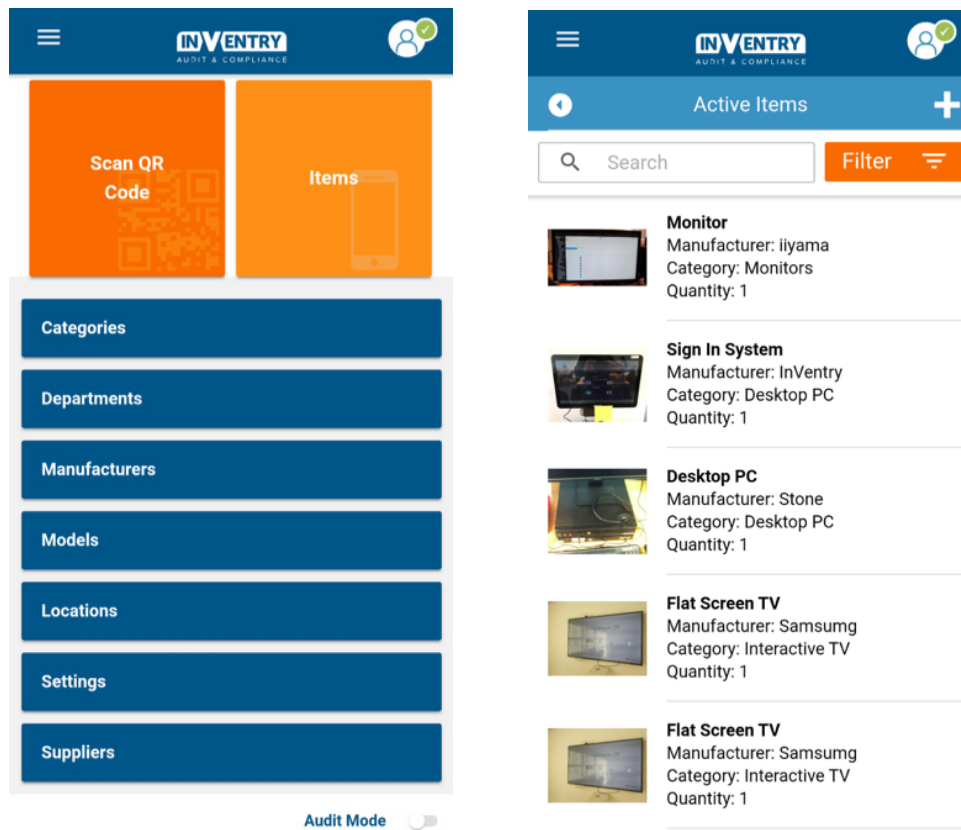 INVENTRY
AUDIT & COMPLIANCE
Scan QR
Code
Items
Categories
Departments
Manufacturers
Models
Locations
Settings
Suppliers
Audit Mode
INVENTRY
AUDIT & COMPLIANCE
Active Items
Search
Filter
Monitor
Manufacturer: iiyama
Category: Monitors
Quantity: 1
Sign In System
Manufacturer: InVentry
Category: Desktop PC
Quantity: 1
Desktop PC
Manufacturer: Stone
Category: Desktop PC
Quantity: 1
Flat Screen TV
Manufacturer: Samsumg
Category: Interactive TV
Quantity: 1
Flat Screen TV
Manufacturer: Samsumg
Category: Interactive TV
Quantity: 1